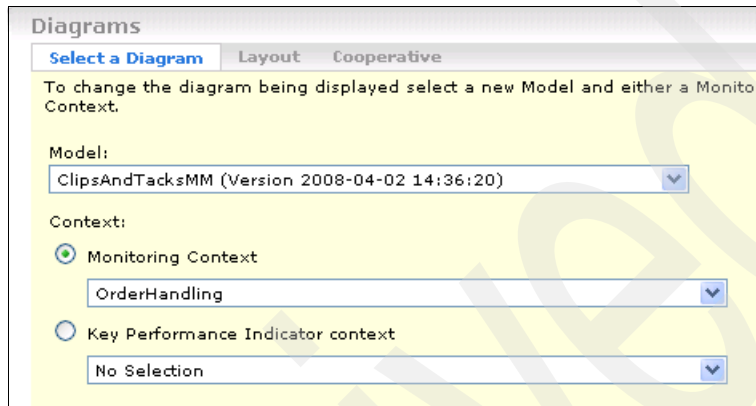 Diagrams
Select a Diagram Layout Cooperative
To change the diagram being displayed select a new Model and either a Monito
Context.
Model:
ClipsAndTacksMM (Version 2008-04-02 14:36:20)
Context:
Monitoring Context
OrderHandling
Key Performance Indicator context
No Selection